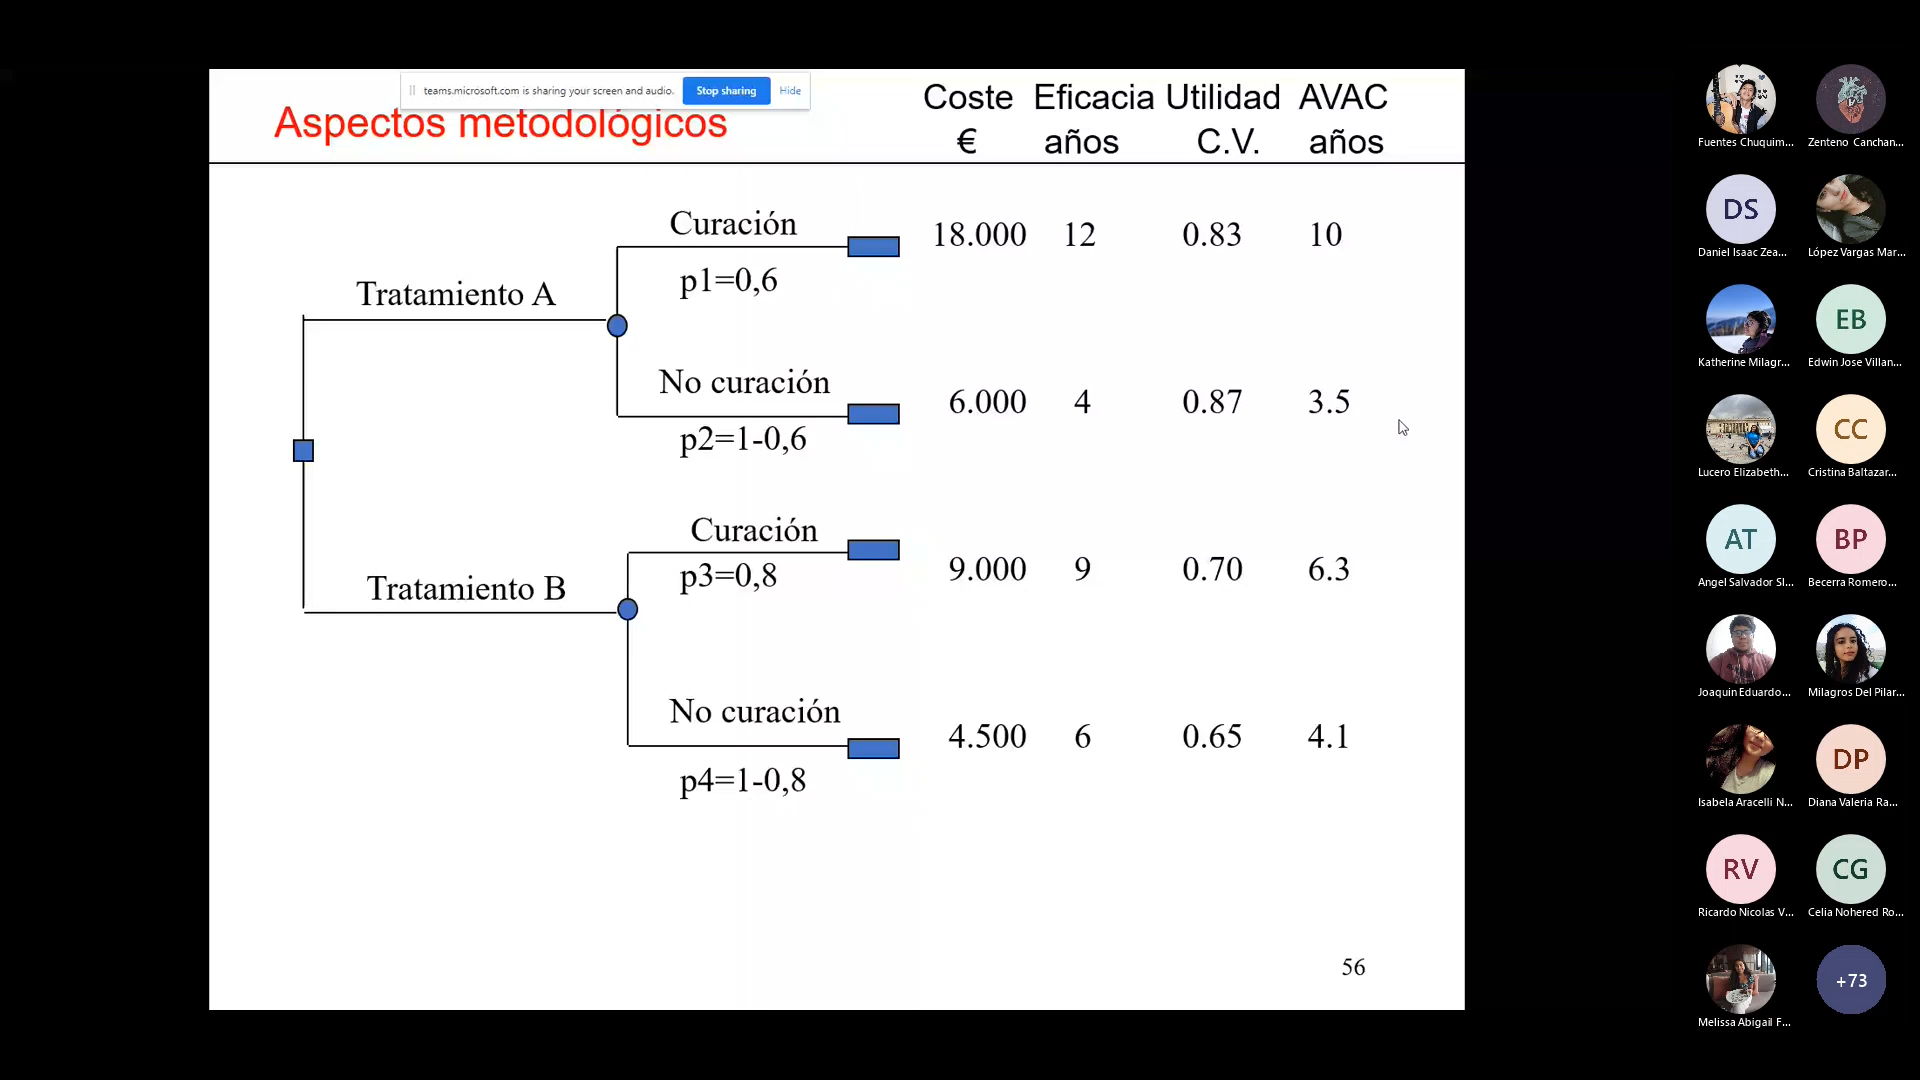 teams.microsoft.com is sharing your screen and audio. Stop sharing Hide
Aspectos metodológicos
Coste Eficacia Utilidad AVAC
€ años C.V. años
Curación
p1=0,6
18.000 12 0.83 10
Tratamiento A
No curación
p2=1-0,6
6.000 4 0.87 3.5
Curación
p3=0,8
9.000 9 0.70 6.3
Tratamiento B
No curación
p4=1-0,8
4.500 6 0.65 4.1
56
Fuentes Chuquim... Zenteno Canchan...
DS
Daniel Isaac Zea... López Vargas Mar...
EB
Katherine Milagr... Edwin Jose Villan...
CC
Lucero Elizabeth... Cristina Baltazar...
AT BP
Angel Salvador Sl... Becerra Romero...
Joaquin Eduardo... Milagros Del Pilar...
DP
Isabela Aracelli N... Diana Valeria Ra...
RV CG
Ricardo Nicolas V... Celia Nohered Ro...
+73
Melissa Abigail F...